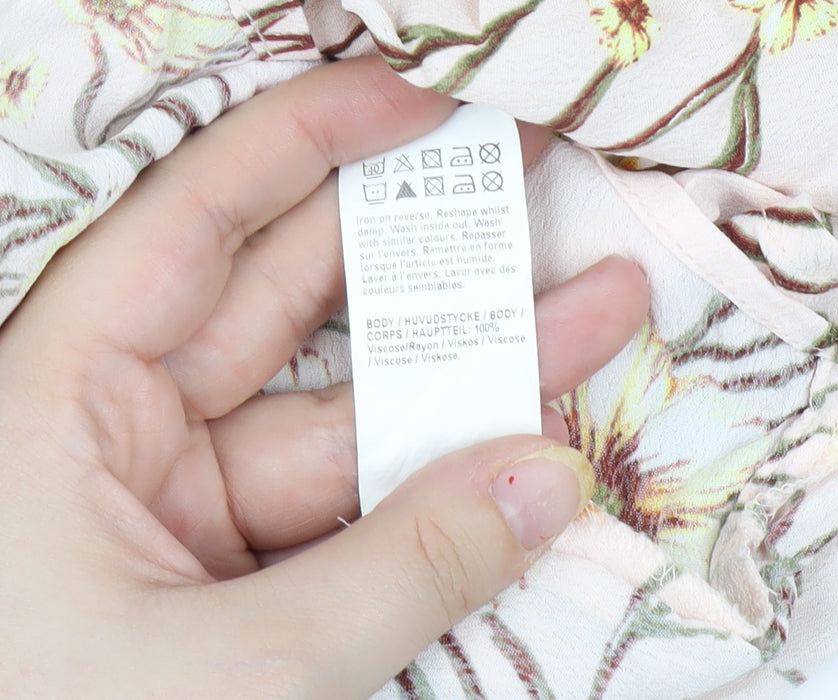 30
Iron on reverse. Reshape whilst
damp. Wash inside out. Wash
with similar colours. Repasser
sur l'envers. Remettre en forme
lorsque l'article est humide.
Laver à l'envers. Laver avec des
couleurs semblables.
BODY / HUVUDSTYCKE / BODY /
CORPS / HAUPTTEIL: 100%
Viscose/Rayon / Viskos / Viscose
/ Viscose / Viskose